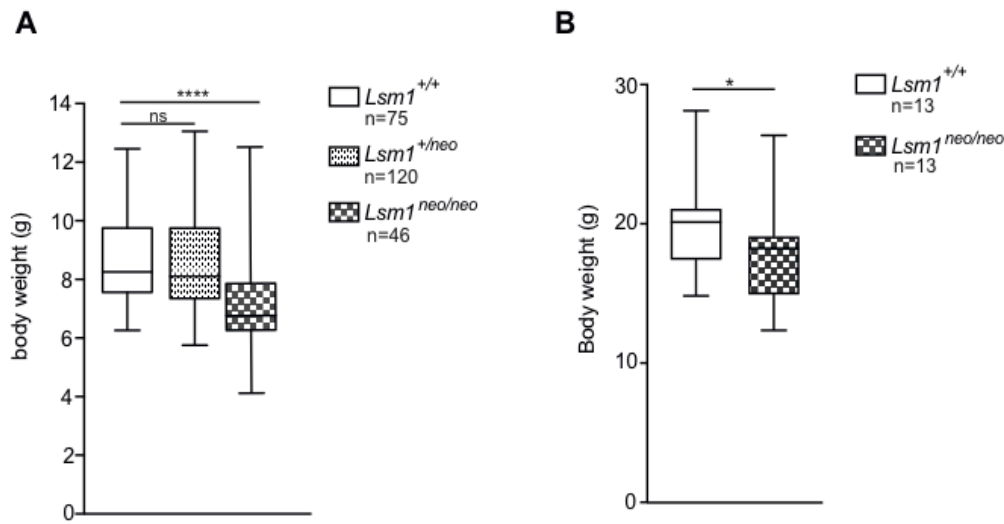 A
B
body weight (g)
14
12
10
8
6
4
2
0
****
ns
Lsm1+/+
n=75
Lsm1+/neo
n=120
Lsm1neo/neo
n=46
Body weight (g)
30
20
10
0
*
Lsm1+/+
n=13
Lsm1neo/neo
n=13